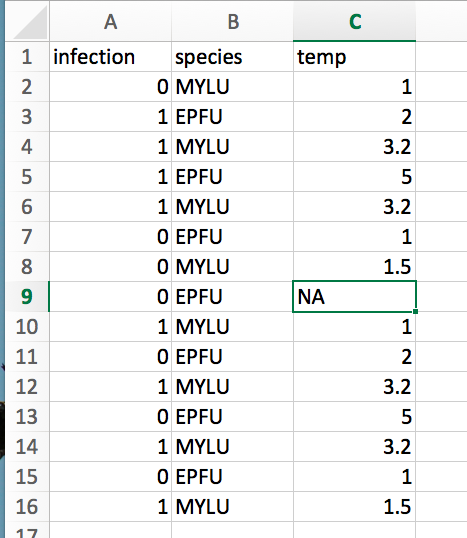 A B C
1 infection species temp
2 0 MYLU 1
3 1 EPFU 2
4 1 MYLU 3.2
5 1 EPFU 5
6 1 MYLU 3.2
7 0 EPFU 1
8 0 MYLU 1.5
9 0 EPFU NA
10 1 MYLU 1
11 0 EPFU 2
12 1 MYLU 3.2
13 0 EPFU 5
14 1 MYLU 3.2
15 0 EPFU 1
16 1 MYLU 1.5
17